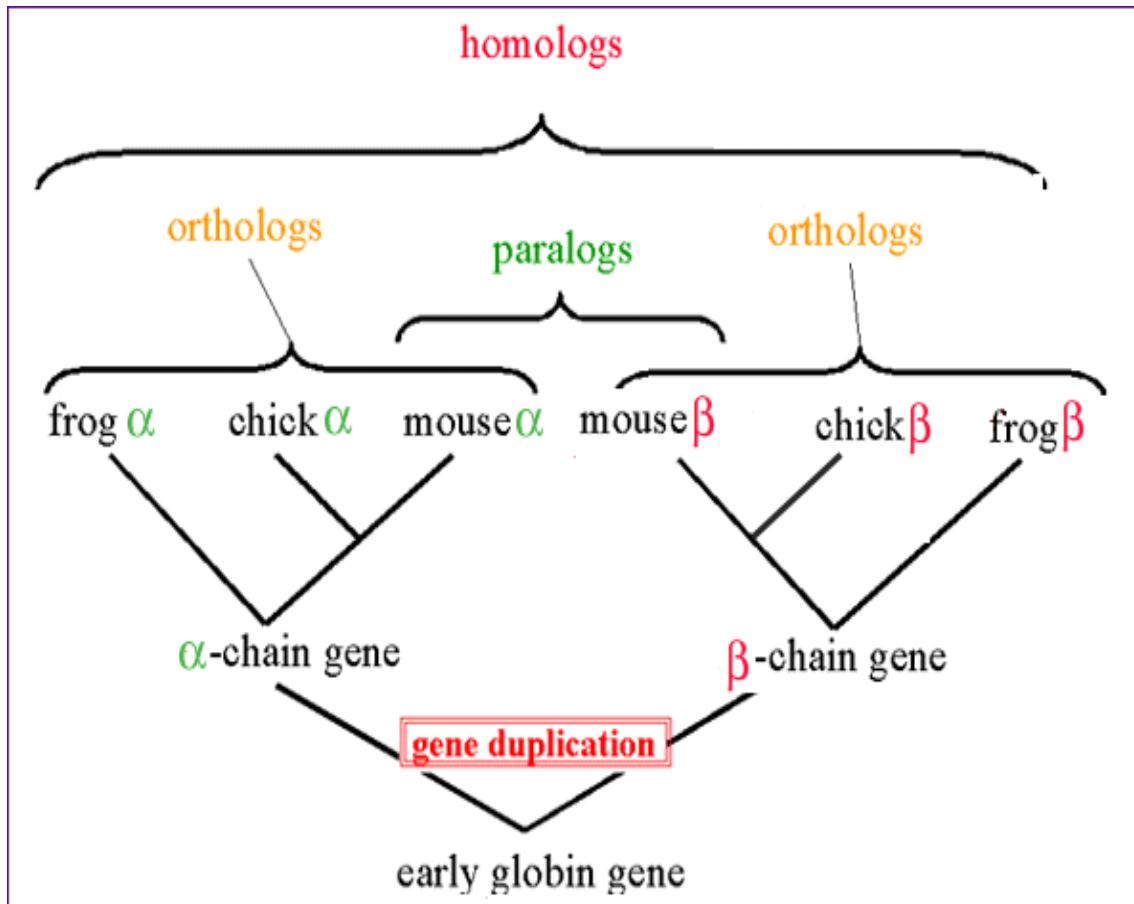 homologs
orthologs
paralogs
orthologs
frog α
chick α
mouse α
mouse β
chick β
frog β
α-chain gene
β-chain gene
gene duplication
early globin gene